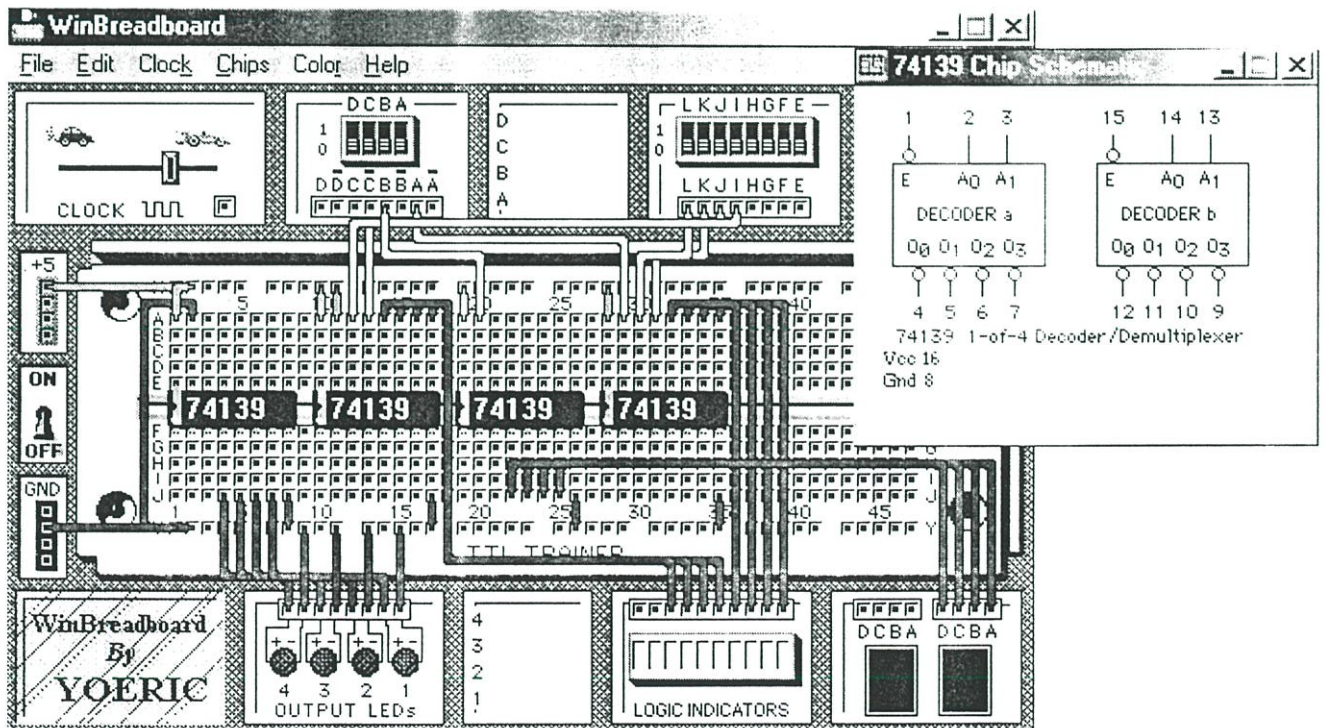 WinBreadboard
File Edit Clock Chips Color Help
74139 Chip
DCBA
1
0
DDCCBBAA
D
C
B
A
LKJIHGFE
1
0
LKJIHGFE
CLOCK
1 2 3
15 14 13
E A0 A1
E A0 A1
DECODER a
DECODER b
O0 O1 O2 O3
O0 O1 O2 O3
4 5 6 7
12 11 10 9
74139 1-of-4 Decoder/Demultiplexer
Vcc 16
Gnd 8
+5
5 20 25 40
A
B
C
D
E
74139 74139 74139 74139
ON
OFF
F
G
H
I
J
GND
1 10 15 20 25 30 40 45
Y
TTL TRAINER
WinBreadboard
By
YOERIC
+ - + - + - + -
4 3 2 1
OUTPUT LEDs
4
3
2
1
LOGIC INDICATORS
DCBA DCBA